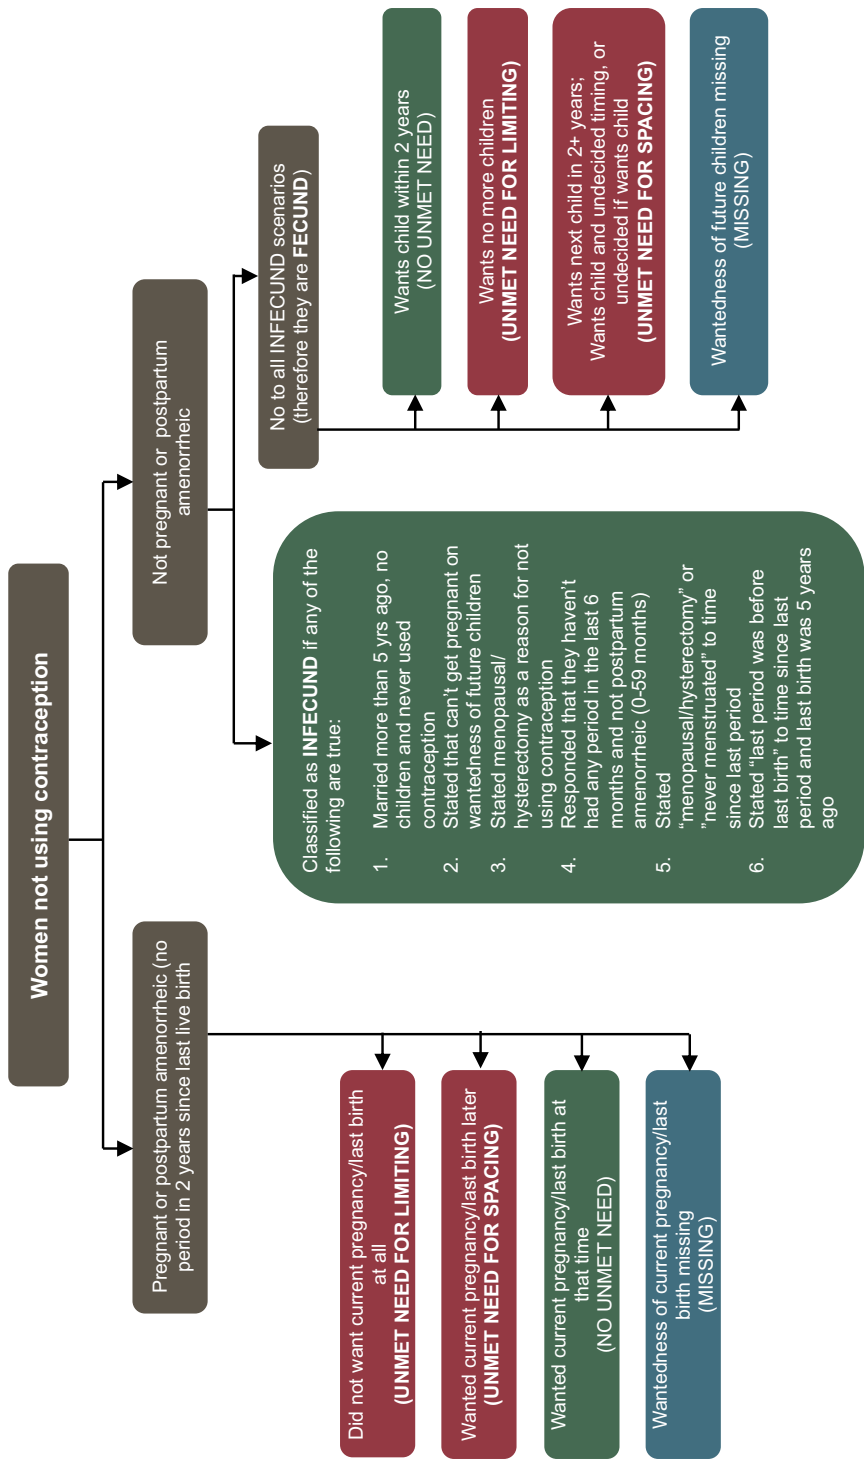 Women not using contraception
Pregnant or postpartum amenorrheic (no
period in 2 years since last live birth
Did not want current pregnancy/last birth
at all
(UNMET NEED FOR LIMITING)
Wanted current pregnancy/last birth later
(UNMET NEED FOR SPACING)
Wanted current pregnancy/last birth at
that time
(NO UNMET NEED)
Wantedness of current pregnancy/last
birth missing
(MISSING)
Not pregnant or postpartum
amenorrheic
Classified as INFECUND if any of the
following are true:
1. Married more than 5 yrs ago, no
children and never used
contraception
2. Stated that can't get pregnant on
wantedness of future children
3. Stated menopausal/
hysterectomy as a reason for not
using contraception
4. Responded that they haven't
had any period in the last 6
months and not postpartum
amenorrheic (0-59 months)
5. Stated
"menopausal/hysterectomy" or
"never menstruated" to time
since last period
6. Stated "last period was before
last birth" to time since last
period and last birth was 5 years
ago
No to all INFECUND scenarios
(therefore they are FECUND)
Wants child within 2 years
(NO UNMET NEED)
Wants no more children
(UNMET NEED FOR LIMITING)
Wants next child in 2+ years;
Wants child and undecided timing, or
undecided if wants child
(UNMET NEED FOR SPACING)
Wantedness of future children missing
(MISSING)